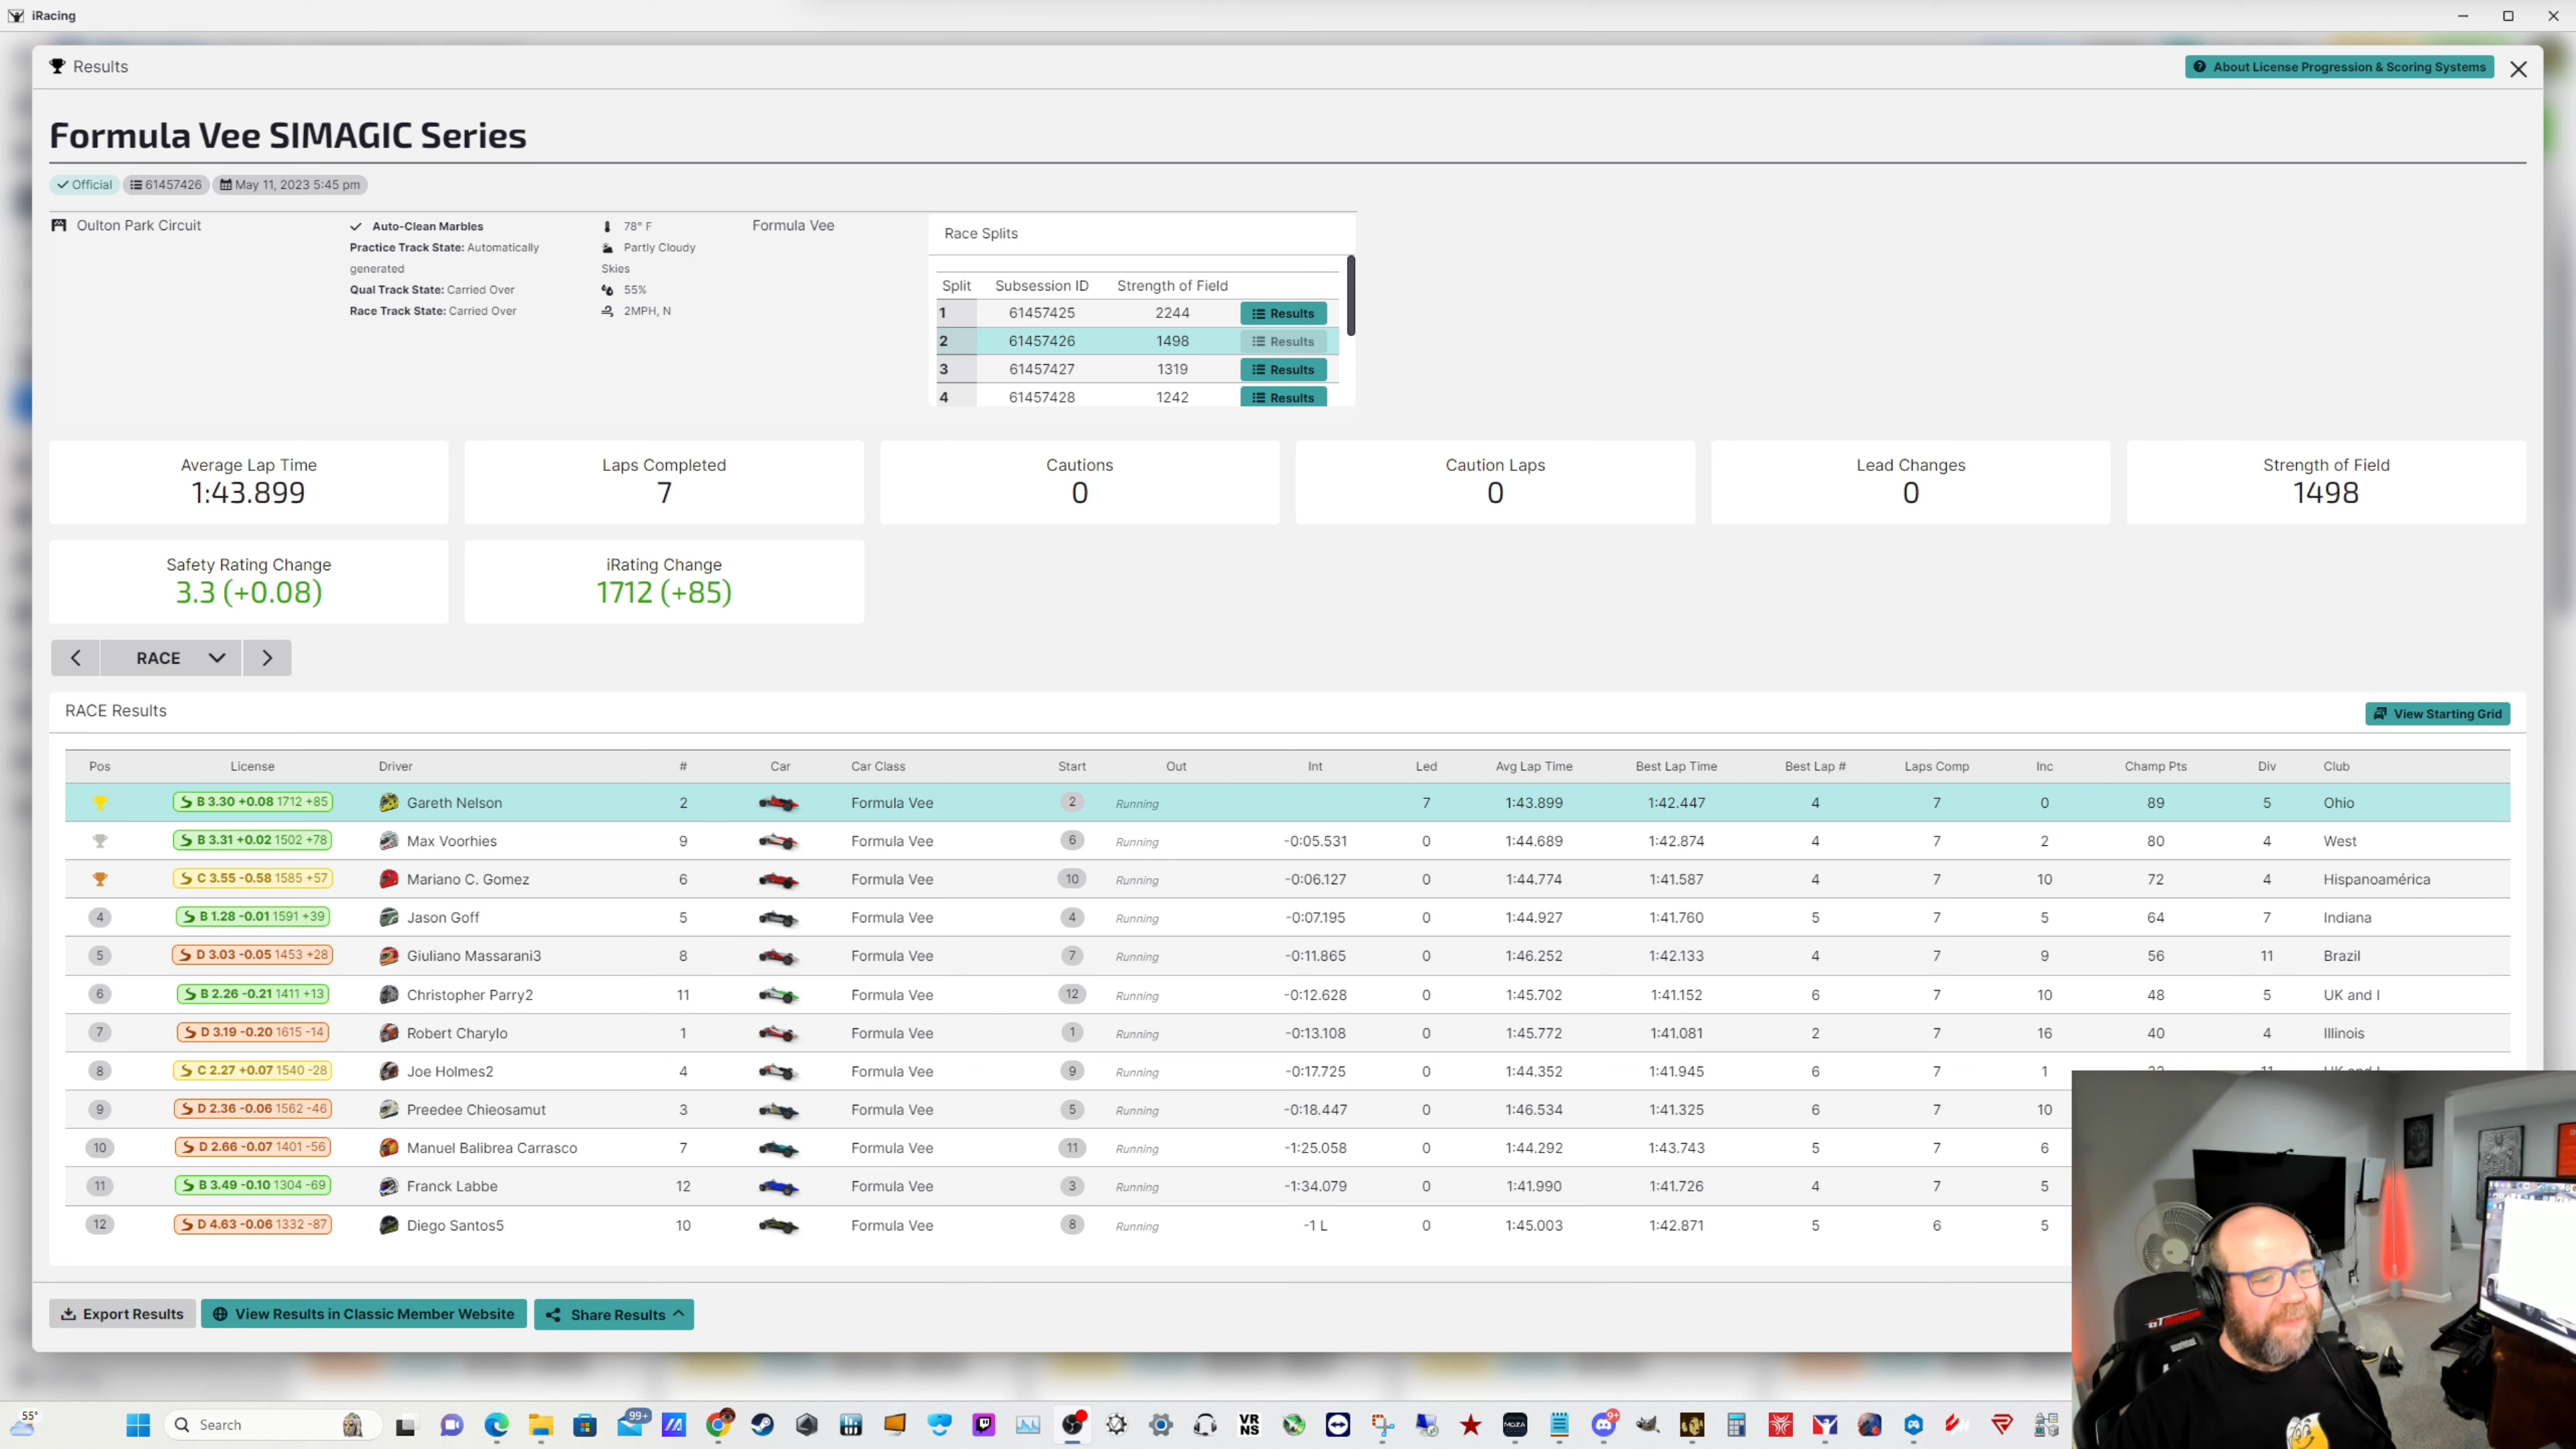 iRacing
Results
About License Progression & Scoring Systems
Formula Vee SIMAGIC Series
Official 61457426 May 11, 2023 5:45 pm
Oulton Park Circuit
Auto-Clean Marbles
Practice Track State: Automatically
generated
Qual Track State: Carried Over
Race Track State: Carried Over
78° F
Partly Cloudy
Skies
55%
2MPH, N
Formula Vee
Race Splits
Split Subsession ID Strength of Field
1 61457425 2244 Results
2 61457426 1498 Results
3 61457427 1319 Results
4 61457428 1242 Results
Average Lap Time
1:43.899
Laps Completed
7
Cautions
0
Caution Laps
0
Lead Changes
0
Strength of Field
1498
Safety Rating Change
3.3 (+0.08)
iRating Change
1712 (+85)
RACE
RACE Results
View Starting Grid
Pos License Driver # Car Car Class Start Out Int Led Avg Lap Time Best Lap Time Best Lap # Laps Comp Inc Champ Pts Div Club
B 3.30 +0.08 1712 +85 Gareth Nelson 2 Formula Vee 2 Running 7 1:43.899 1:42.447 4 7 0 89 5 Ohio
B 3.31 +0.02 1502 +78 Max Voorhies 9 Formula Vee 6 Running -0:05.531 0 1:44.689 1:42.874 4 7 2 80 4 West
C 3.55 -0.58 1585 +57 Mariano C. Gomez 6 Formula Vee 10 Running -0:06.127 0 1:44.774 1:41.587 4 7 10 72 4 Hispanoamérica
4 B 1.28 -0.01 1591 +39 Jason Goff 5 Formula Vee 4 Running -0:07.195 0 1:44.927 1:41.760 5 7 5 64 7 Indiana
5 D 3.03 -0.05 1453 +28 Giuliano Massarani3 8 Formula Vee 7 Running -0:11.865 0 1:46.252 1:42.133 4 7 9 56 11 Brazil
6 B 2.26 -0.21 1411 +13 Christopher Parry2 11 Formula Vee 12 Running -0:12.628 0 1:45.702 1:41.152 6 7 10 48 5 UK and I
7 D 3.19 -0.20 1615 -14 Robert Charylo 1 Formula Vee 1 Running -0:13.108 0 1:45.772 1:41.081 2 7 16 40 4 Illinois
8 C 2.27 +0.07 1540 -28 Joe Holmes2 4 Formula Vee 9 Running -0:17.725 0 1:44.352 1:41.945 6 7 1
9 D 2.36 -0.06 1562 -46 Preedee Chieosamut 3 Formula Vee 5 Running -0:18.447 0 1:46.534 1:41.325 6 7 10
10 D 2.66 -0.07 1401 -56 Manuel Balibrea Carrasco 7 Formula Vee 11 Running -1:25.058 0 1:44.292 1:43.743 5 7 6
11 B 3.49 -0.10 1304 -69 Franck Labbe 12 Formula Vee 3 Running -1:34.079 0 1:41.990 1:41.726 4 7 5
12 D 4.63 -0.06 1332 -87 Diego Santos5 10 Formula Vee 8 Running -1 L 0 1:45.003 1:42.871 5 6 5
Export Results View Results in Classic Member Website Share Results
55°
Search
99+
VR
NS
MOZA
9+